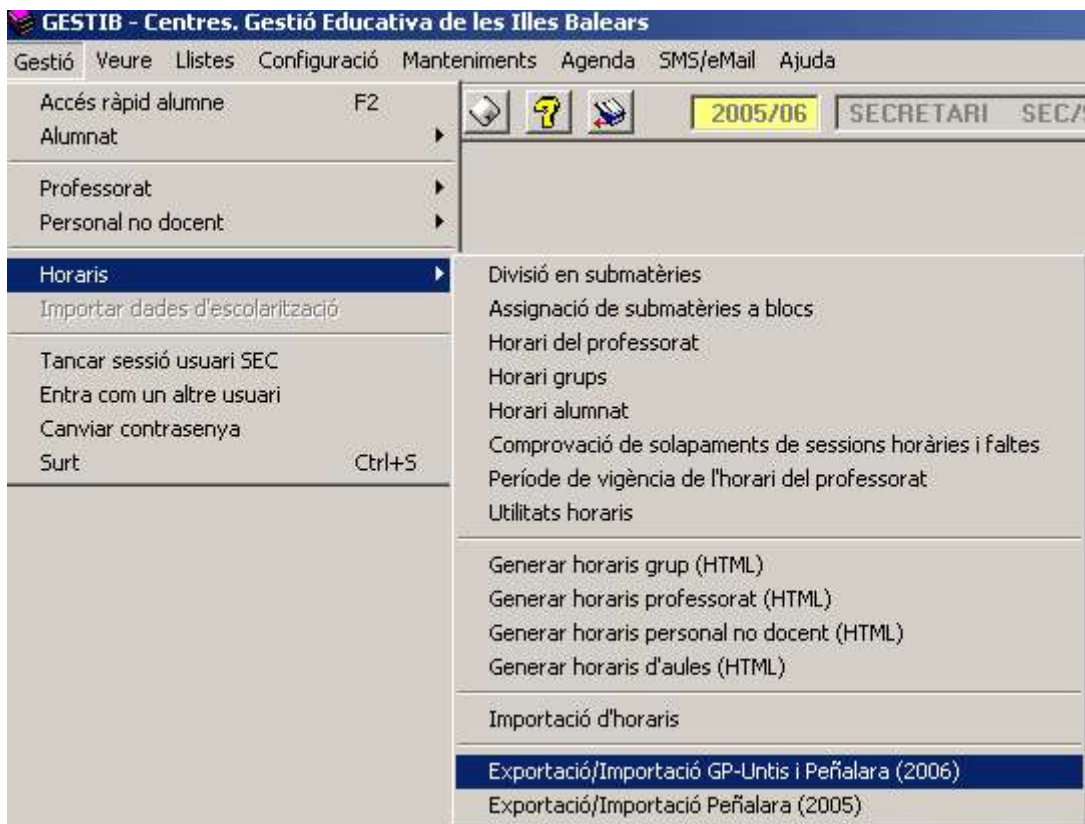 GESTIB - Centres. Gestió Educativa de les Illes Balears
Gestió Veure Llistes Configuració Manteniments Agenda SMS/eMail Ajuda
Accés ràpid alumne F2
2005/06 SECRETARI SEC/
Alumnat
Professorat
Personal no docent
Horaris
Importar dades d'escolarització
Tancar sessió usuari SEC
Entra com un altre usuari
Canviar contrasenya
Surt Ctrl+S
Divisió en submatèries
Assignació de submatèries a blocs
Horari del professorat
Horari grups
Horari alumnat
Comprovació de solapaments de sessions horàries i faltes
Període de vigència de l'horari del professorat
Utilitats horaris
Generar horaris grup (HTML)
Generar horaris professorat (HTML)
Generar horaris personal no docent (HTML)
Generar horaris d'aules (HTML)
Importació d'horaris
Exportació/Importació GP-Untis i Peñalara (2006)
Exportació/Importació Peñalara (2005)